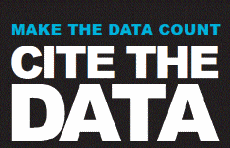 MAKE THE DATA COUNT
CITE THE
DATA